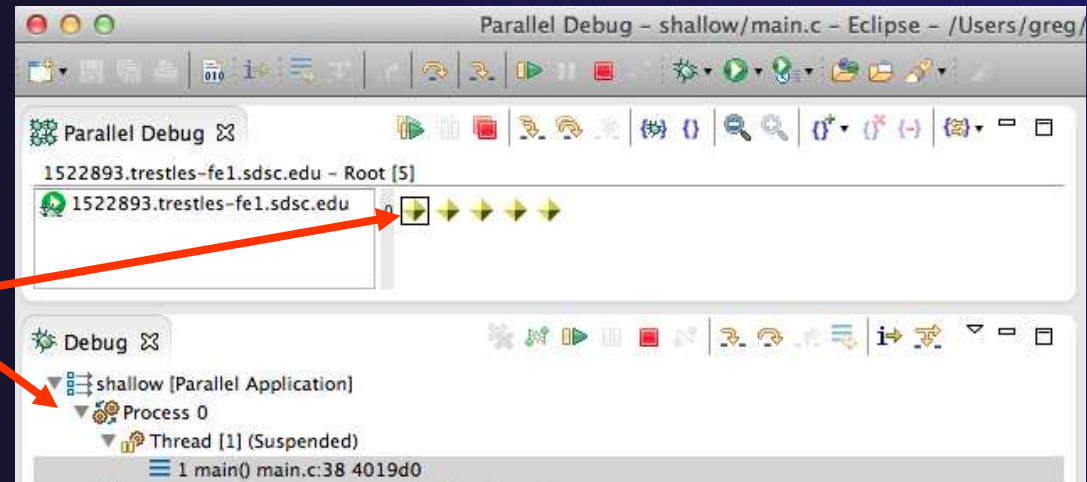 Parallel Debug - shallow/main.c - Eclipse - /Users/greg/
Parallel Debug
1522893.trestles-fe1.sdsc.edu - Root [5]
1522893.trestles-fe1.sdsc.edu
Debug
shallow [Parallel Application]
Process 0
Thread [1] (Suspended)
1 main() main.c:38 4019d0